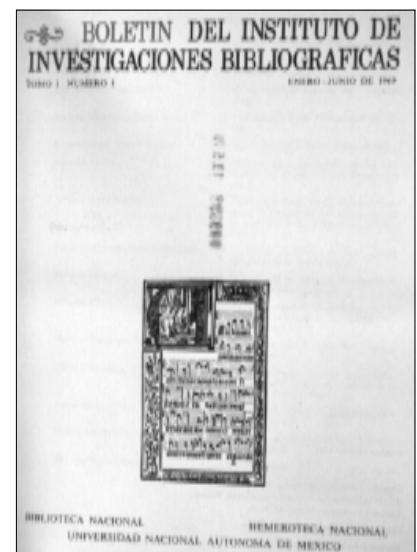 BOLETIN DEL INSTITUTO DE
INVESTIGACIONES BIBLIOGRAFICAS
TOMO I NUMERO I ENERO - JUNIO DE 1969
BIBLIOTECA NACIONAL HEMEROTECA NACIONAL
UNIVERSIDAD NACIONAL AUTONOMA DE MEXICO